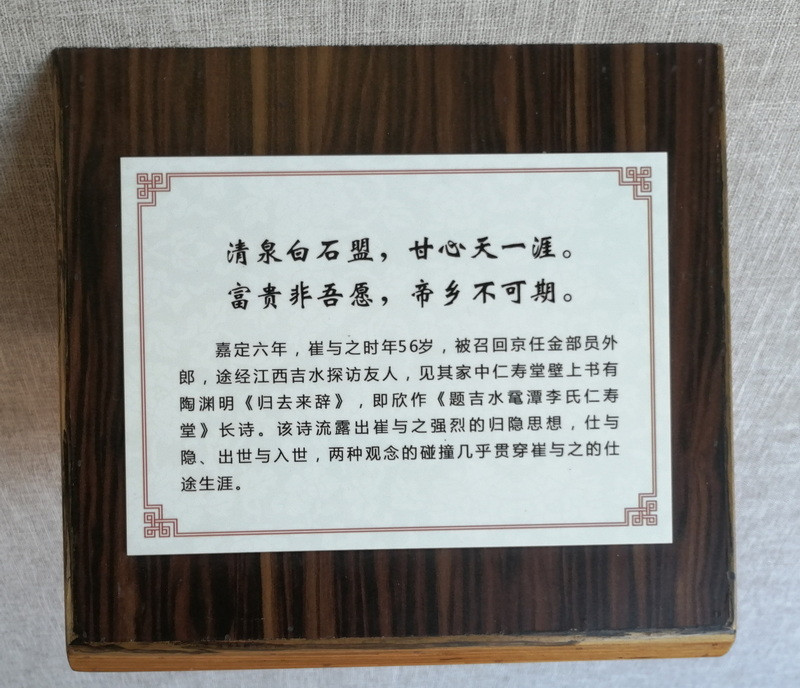 清泉白石盟，甘心天一涯。
富贵非吾愿，帝乡不可期。
嘉定六年，崔与之时年56岁，被召回京任金部员外
郎，途经江西吉水探访友人，见其家中仁寿堂壁上书有
陶渊明《归去来辞》，即欣作《题吉水鼋潭李氏仁寿
堂》长诗。该诗流露出崔与之强烈的归隐思想，仕与
隐、出世与入世，两种观念的碰撞几乎贯穿崔与之的仕
途生涯。